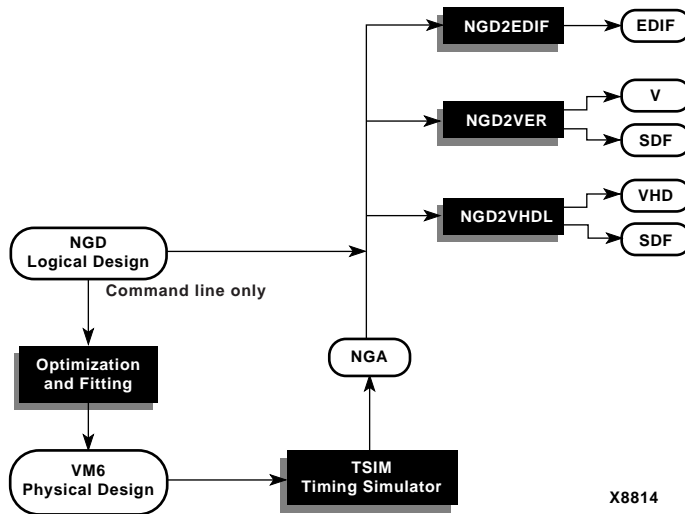 NGD2EDIF
EDIF
NGD2VER
V
SDF
NGD2VHDL
VHD
SDF
NGD
Logical Design
Command line only
Optimization
and Fitting
NGA
VM6
Physical Design
TSIM
Timing Simulator
X8814